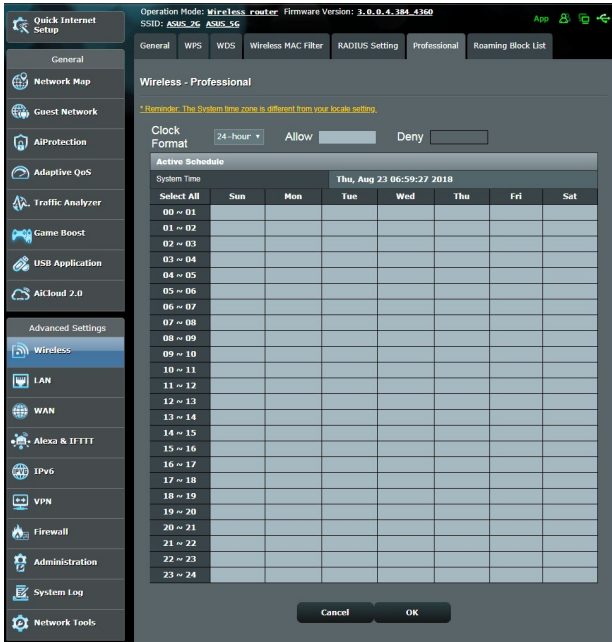 Quick Internet
Setup
General
Network Map
Guest Network
AiProtection
Adaptive QoS
Traffic Analyzer
Game Boost
USB Application
AiCloud 2.0
Advanced Settings
Wireless
LAN
WAN
Alexa & IFTTT
IPv6
VPN
Firewall
Administration
System Log
Network Tools
Operation Mode: Wireless router Firmware Version: 3.0.0.4.384_4360
SSID: ASUS_2G ASUS_5G
App
General WPS WDS Wireless MAC Filter RADIUS Setting Professional Roaming Block List
Wireless - Professional
* Reminder: The System time zone is different from your locale setting.
Clock
Format
24-hour Allow Deny
Active Schedule
System Time Thu, Aug 23 06:59:27 2018
Select All Sun Mon Tue Wed Thu Fri Sat
00 ~ 01
01 ~ 02
02 ~ 03
03 ~ 04
04 ~ 05
05 ~ 06
06 ~ 07
07 ~ 08
08 ~ 09
09 ~ 10
10 ~ 11
11 ~ 12
12 ~ 13
13 ~ 14
14 ~ 15
15 ~ 16
16 ~ 17
17 ~ 18
18 ~ 19
19 ~ 20
20 ~ 21
21 ~ 22
22 ~ 23
23 ~ 24
Cancel OK